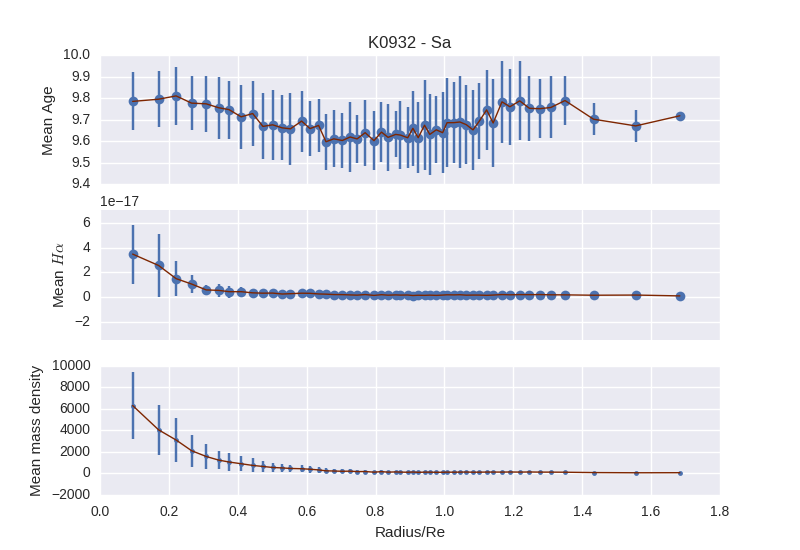 K0932 - Sa
10.0
9.9
9.8
9.7
9.6
9.5
9.4
Mean Age
1e−17
6
4
2
0
−2
Mean Hα
10000
8000
6000
4000
2000
0
−2000
Mean mass density
0.0 0.2 0.4 0.6 0.8 1.0 1.2 1.4 1.6 1.8
Radius/Re